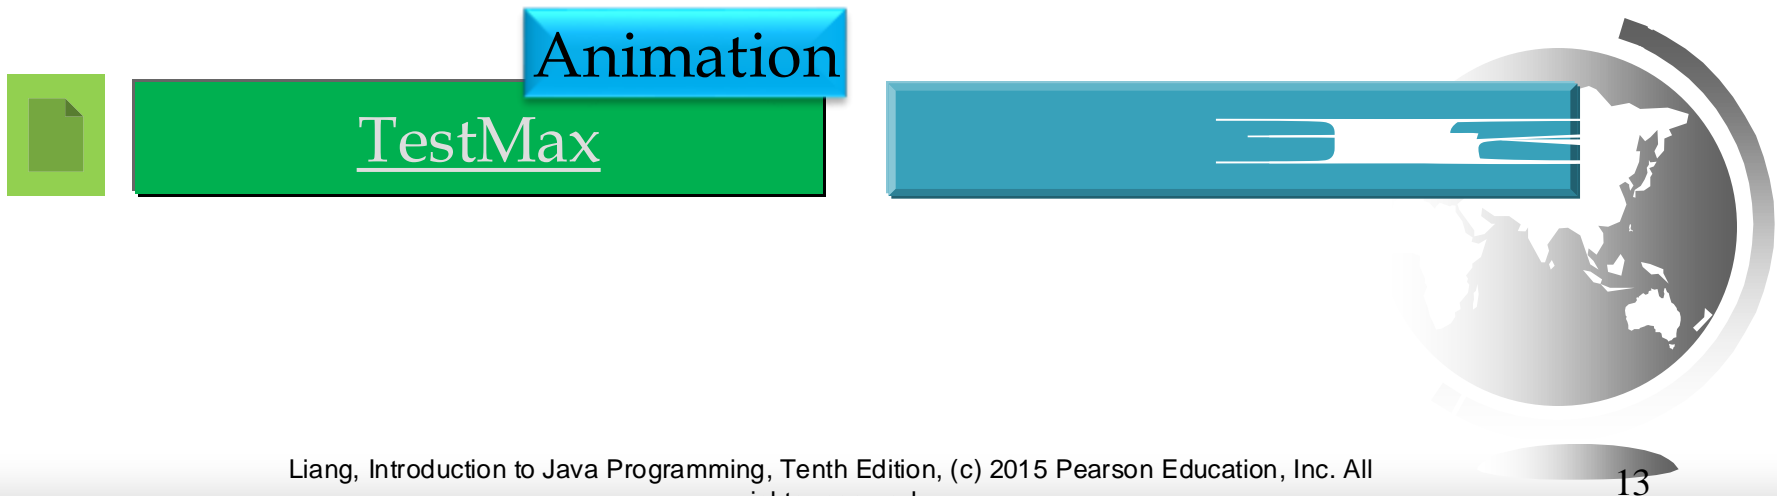 Animation
TestMax
Liang, Introduction to Java Programming, Tenth Edition, (c) 2015 Pearson Education, Inc. All
13